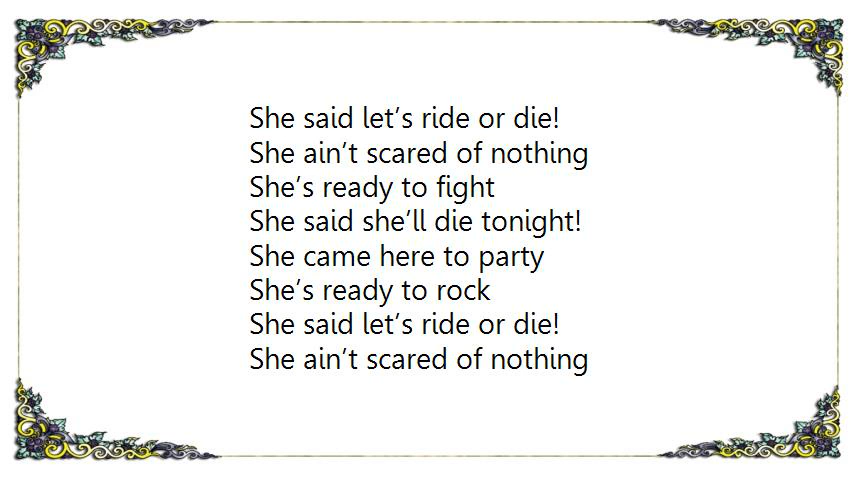 She said let’s ride or die!
She ain’t scared of nothing
She’s ready to fight
She said she’ll die tonight!
She came here to party
She’s ready to rock
She said let’s ride or die!
She ain’t scared of nothing